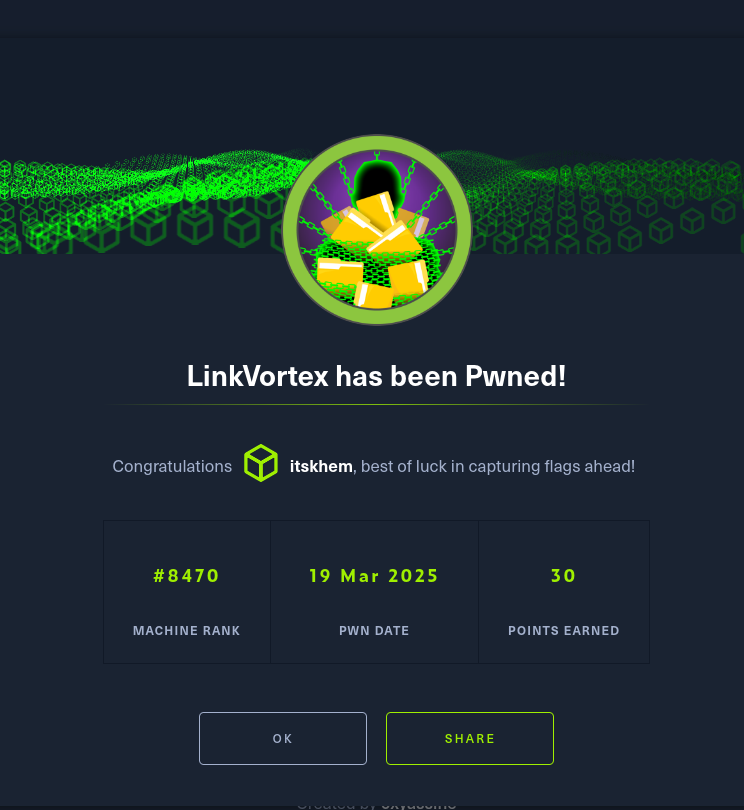 LinkVortex has been Pwned!
Congratulations itskhem, best of luck in capturing flags ahead!
#8470 19 Mar 2025 30
MACHINE RANK PWN DATE POINTS EARNED
OK SHARE
Created by